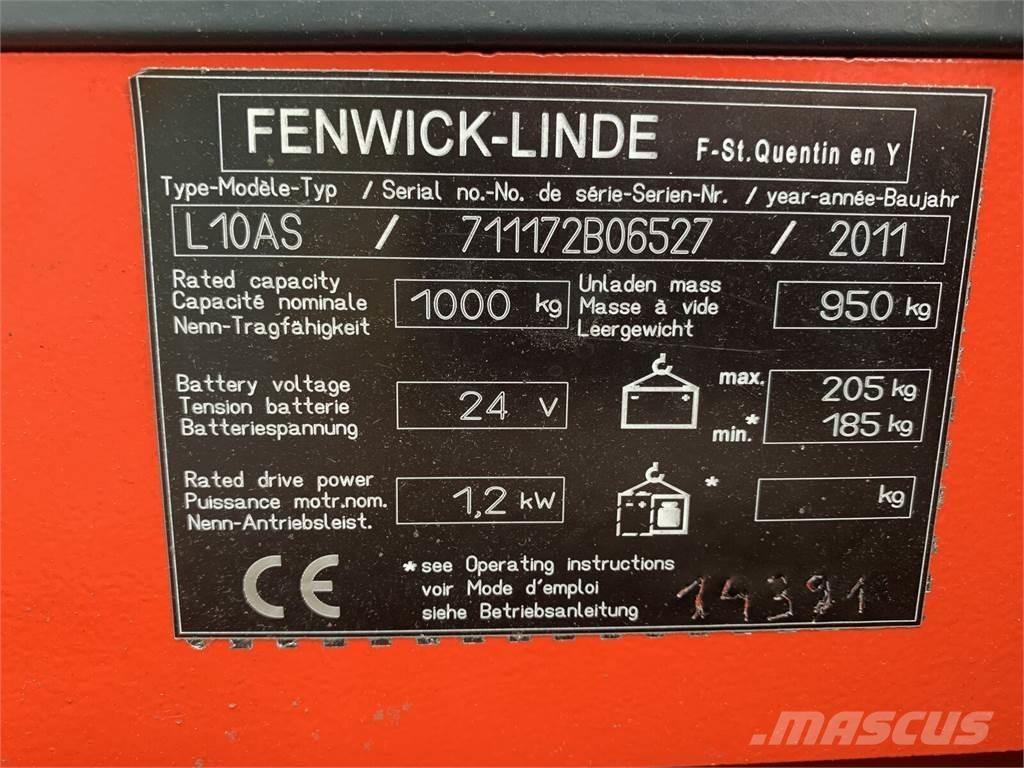 FENWICK-LINDE F-St.Quentin en Y
Type-Modèle-Typ / Serial no.-No. de série-Serien-Nr. / year-année-Baujahr
L10AS / 711172B06527 / 2011
Rated capacity
Capacité nominale
Nenn-Tragfähigkeit
1000 kg
Unladen mass
Masse à vide
Leergewicht
950 kg
Battery voltage
Tension batterie
Batteriespannung
24 V
max. 205 kg
min.* 185 kg
Rated drive power
Puissance motr.nom.
Nenn-Antriebsleist.
1,2 kW
* kg
CE
* see Operating instructions
voir Mode d'emploi
siehe Betriebsanleitung
14391
MASCUS